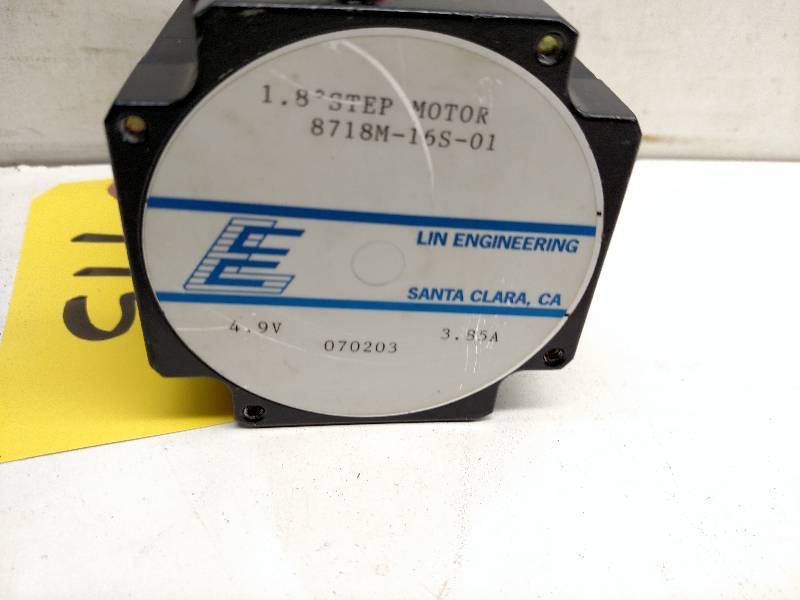 1.8° STEP MOTOR
8718M-16S-01
LIN ENGINEERING
SANTA CLARA, CA
4.9V
070203
3.85A